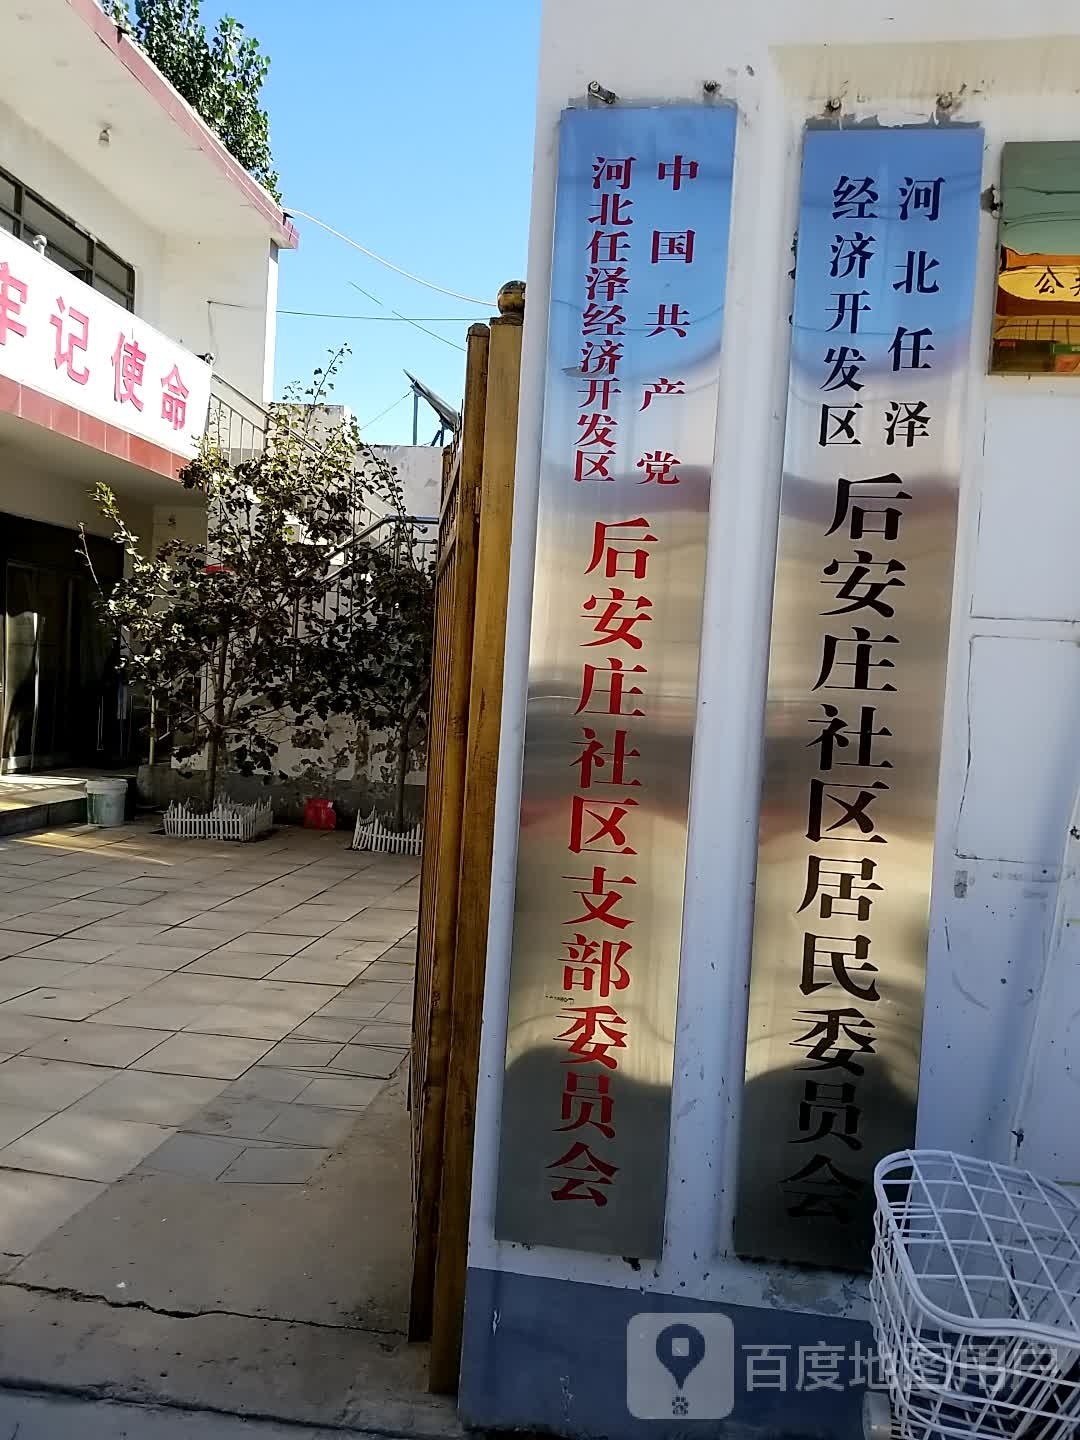 牢记使命
中国共产党
河北任泽经济开发区
后安庄社区支部委员会
河北任泽
经济开发区
后安庄社区居民委员会
百度地图用户